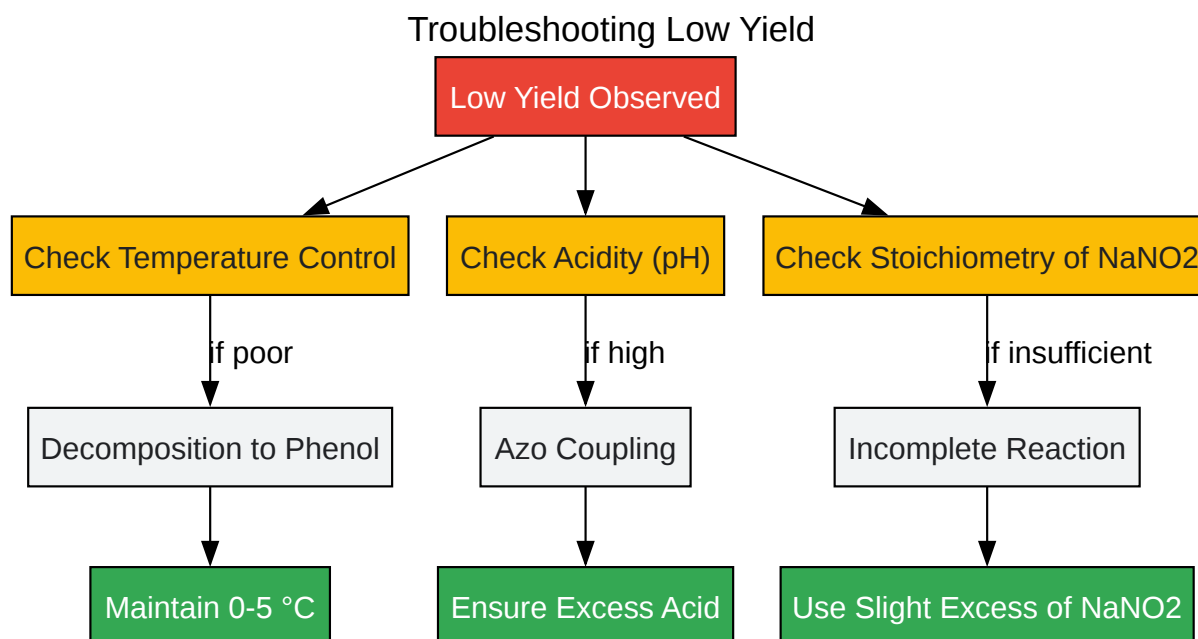 Troubleshooting Low Yield
Low Yield Observed
Check Temperature Control
Check Acidity (pH)
Check Stoichiometry of NaNO2
if poor
if high
if insufficient
Decomposition to Phenol
Azo Coupling
Incomplete Reaction
Maintain 0-5 °C
Ensure Excess Acid
Use Slight Excess of NaNO2